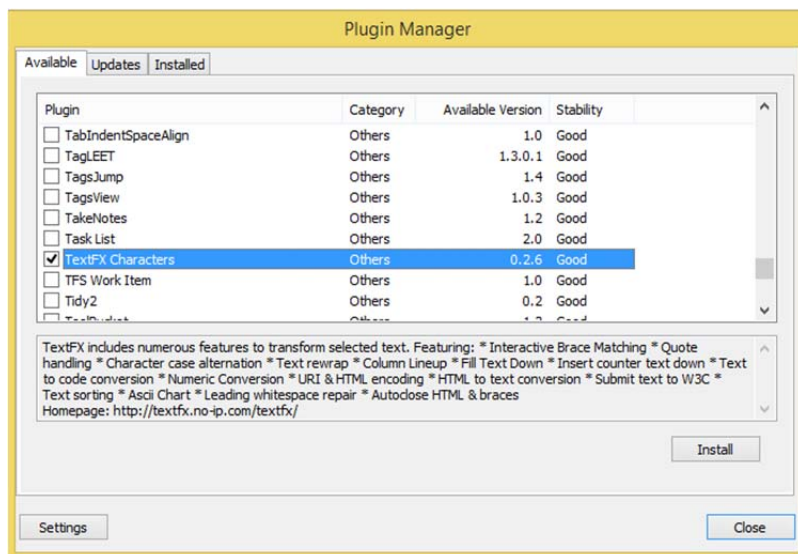 Plugin Manager
Available Updates Installed
Plugin Category Available Version Stability
TabIndentSpaceAlign Others 1.0 Good
TagLEET Others 1.3.0.1 Good
TagsJump Others 1.4 Good
TagsView Others 1.0.3 Good
TakeNotes Others 1.2 Good
Task List Others 2.0 Good
TextFX Characters Others 0.2.6 Good
TFS Work Item Others 1.0 Good
Tidy2 Others 0.2 Good
TextFX includes numerous features to transform selected text. Featuring: * Interactive Brace Matching * Quote
handling * Character case alternation * Text rewrap * Column Lineup * Fill Text Down * Insert counter text down * Text
to code conversion * Numeric Conversion * URI & HTML encoding * HTML to text conversion * Submit text to W3C *
Text sorting * Ascii Chart * Leading whitespace repair * Autoclose HTML & braces
Homepage: http://textfx.no-ip.com/textfx/
Install
Settings Close